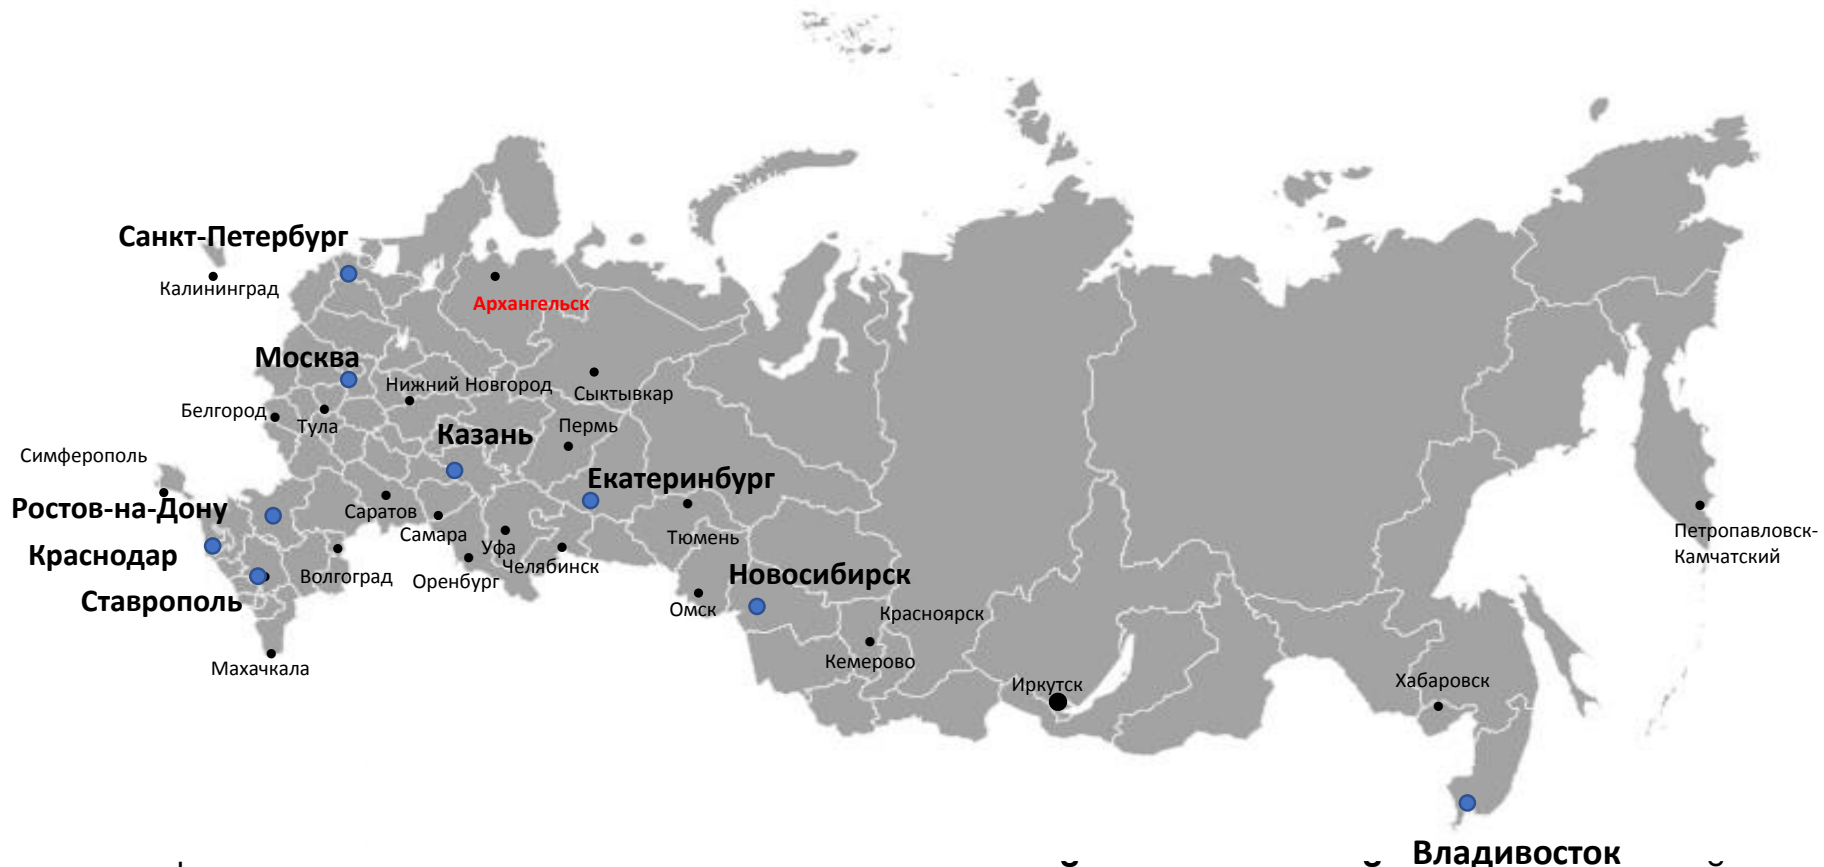 Санкт-Петербург
Калининград
Архангельск
Москва
Нижний Новгород
Сыктывкар
Белгород
Тула
Казань
Пермь
Симферополь
Екатеринбург
Ростов-на-Дону
Саратов
Самара
Уфа
Тюмень
Петропавловск-
Камчатский
Краснодар
Волгоград
Оренбург
Челябинск
Новосибирск
Ставрополь
Омск
Красноярск
Махачкала
Кемерово
Иркутск
Хабаровск
Владивосток